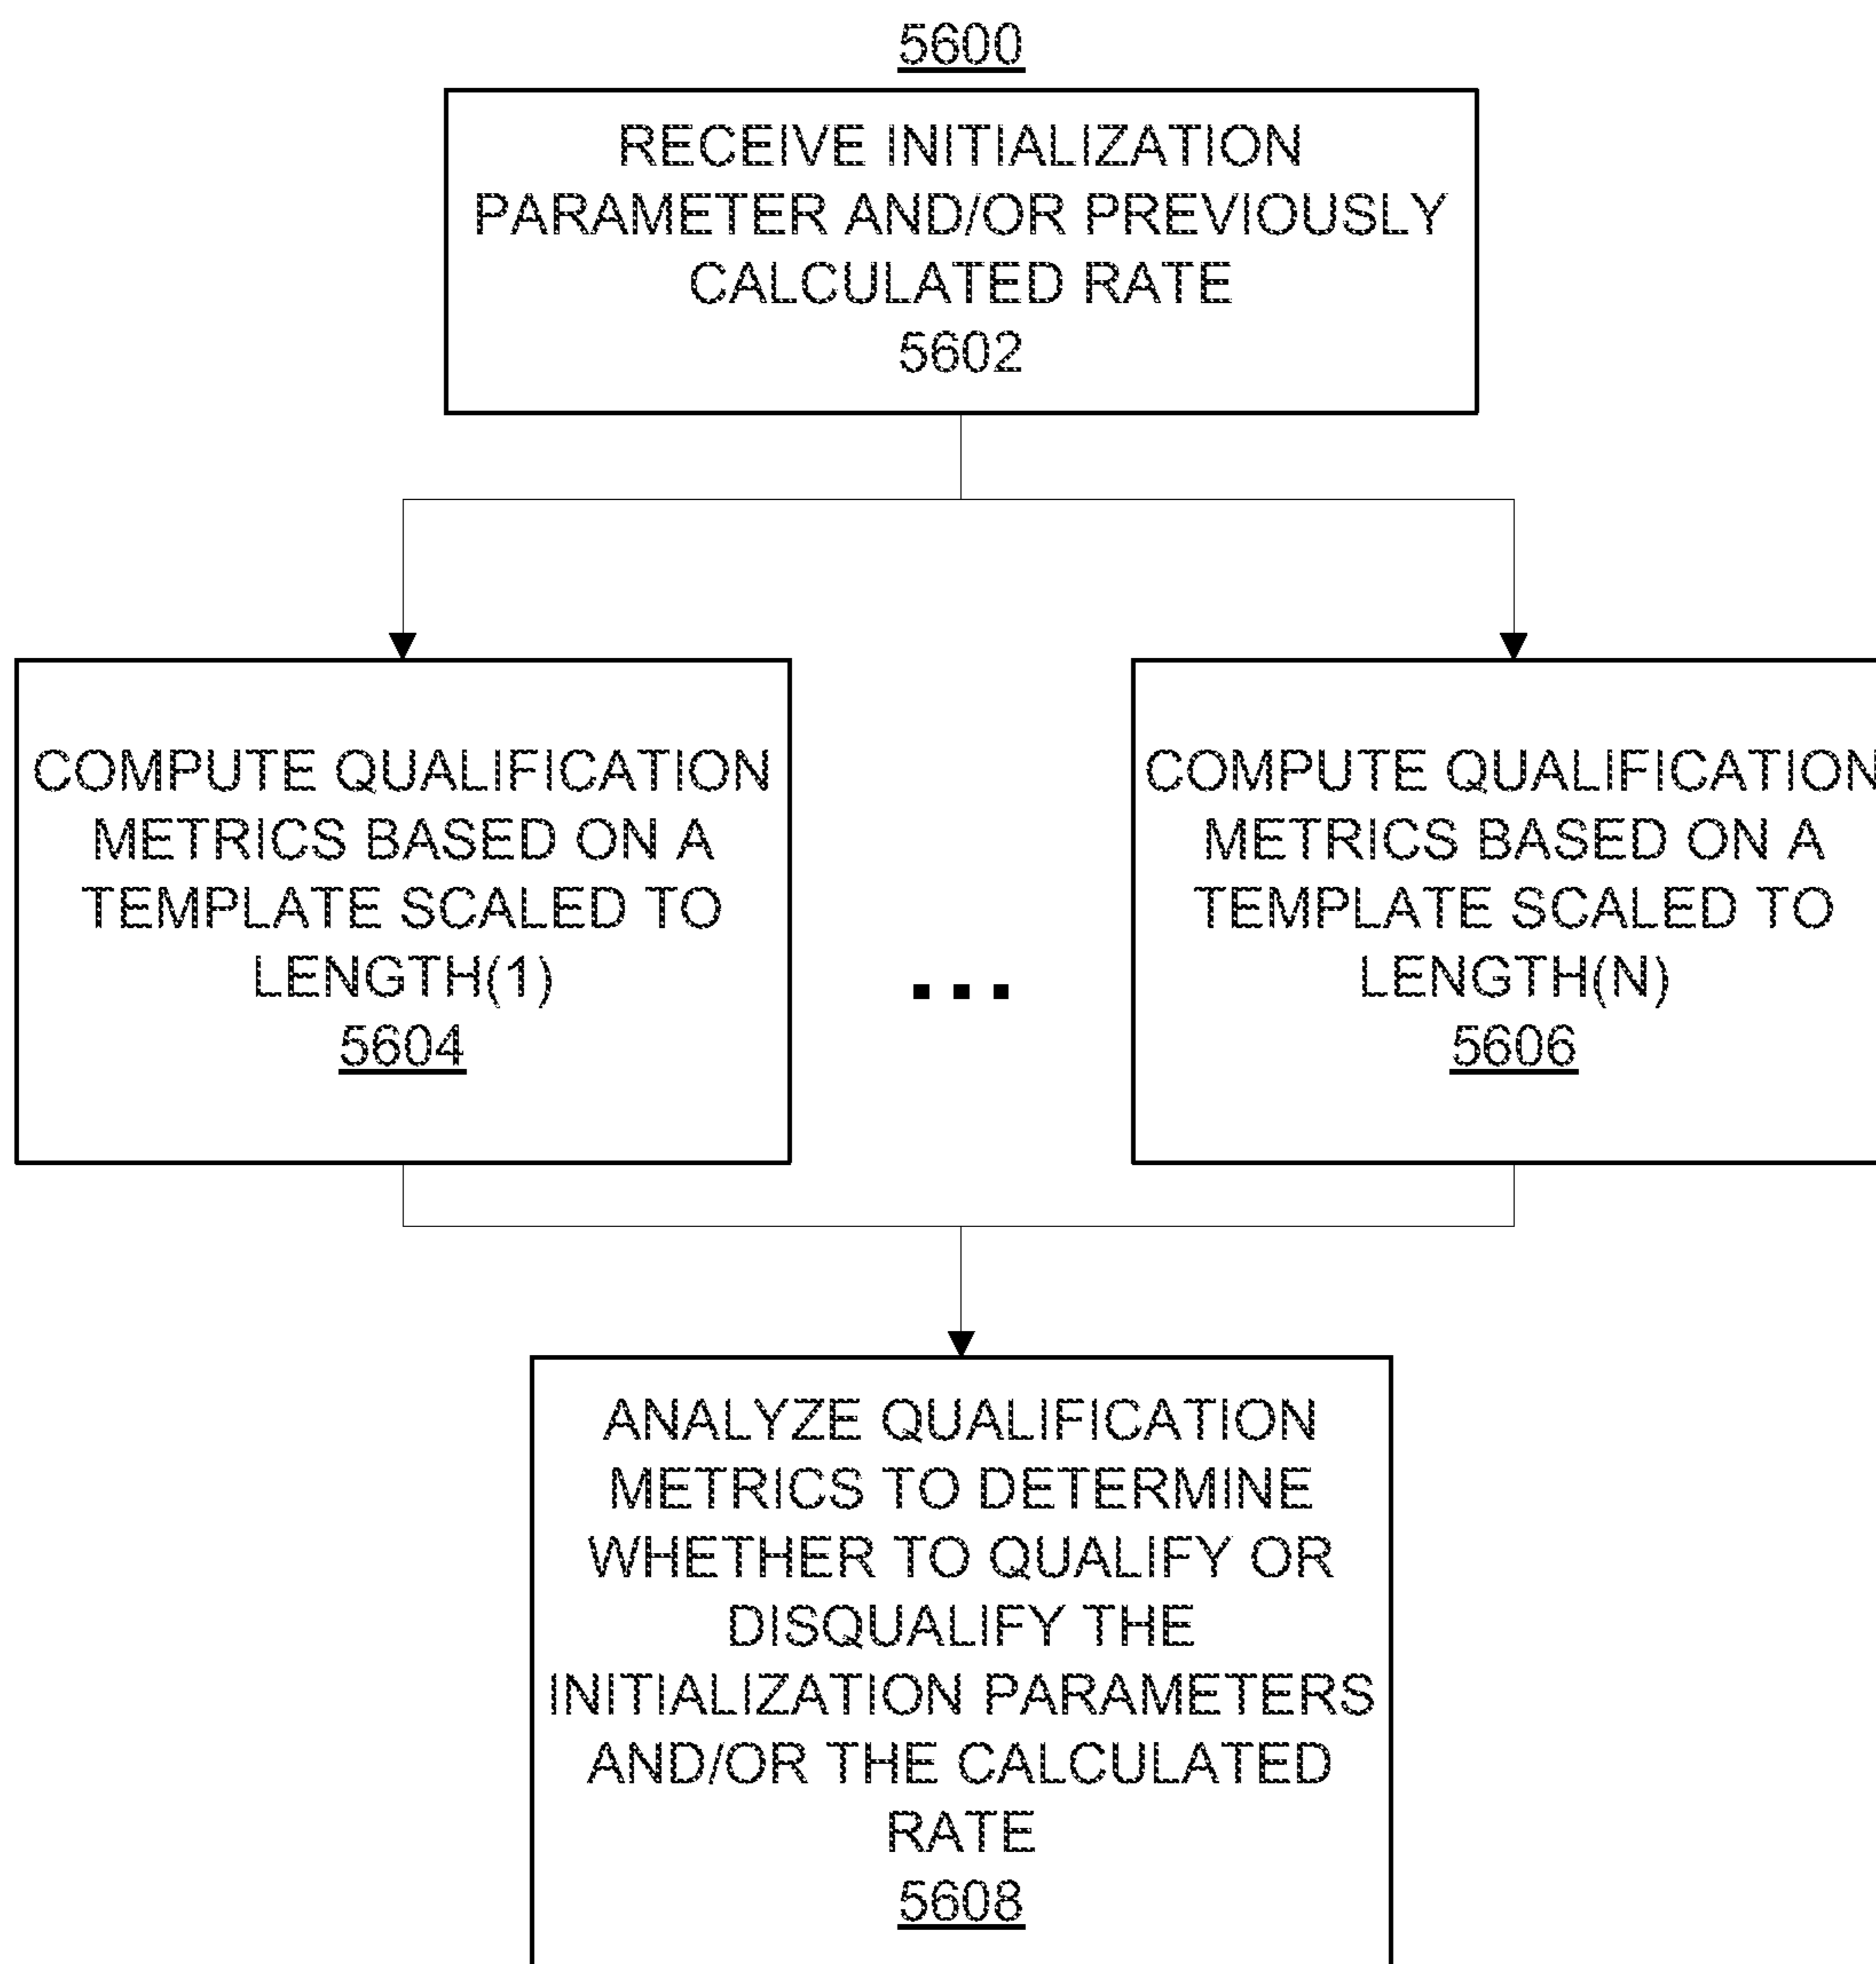 5600
RECEIVE INITIALIZATION
PARAMETER AND/OR PREVIOUSLY
CALCULATED RATE
5602
COMPUTE QUALIFICATION
METRICS BASED ON A
TEMPLATE SCALED TO
LENGTH(1)
5604
...
COMPUTE QUALIFICATION
METRICS BASED ON A
TEMPLATE SCALED TO
LENGTH(N)
5606
ANALYZE QUALIFICATION
METRICS TO DETERMINE
WHETHER TO QUALIFY OR
DISQUALIFY THE
INITIALIZATION PARAMETERS
AND/OR THE CALCULATED
RATE
5608